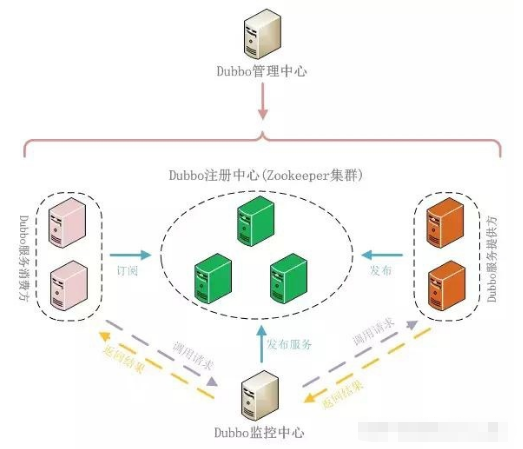 Dubbo管理中心
Dubbo注册中心(Zookeeper集群)
Dubbo服务消费方
订阅
发布
Dubbo服务提供方
调用请求
返回结果
发布服务
调用请求
返回结果
Dubbo监控中心